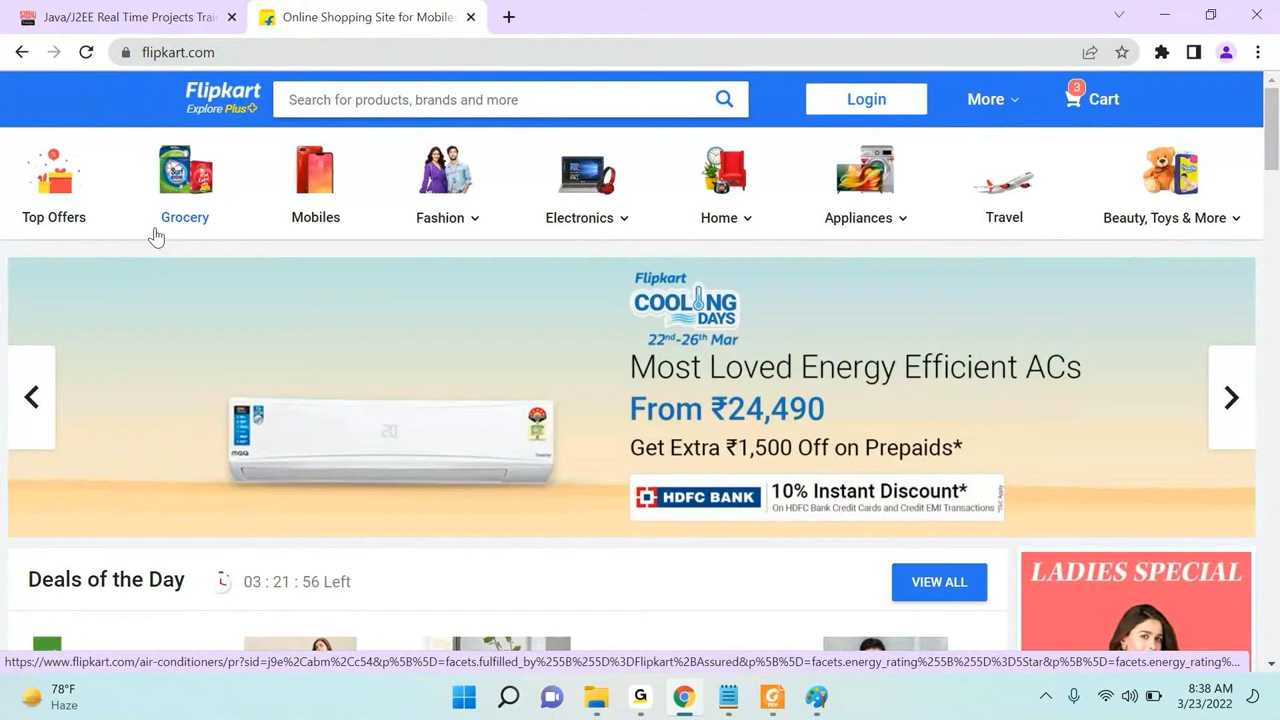 Java/J2EE Real Time Projects Trai
Online Shopping Site for Mobiles
flipkart.com
Flipkart
Explore Plus
Search for products, brands and more
Login
More
3
Cart
Top Offers
Grocery
Mobiles
Fashion
Electronics
Home
Appliances
Travel
Beauty, Toys & More
Flipkart
COOLING
DAYS
22nd-26th Mar
Most Loved Energy Efficient ACs
From ₹24,490
Get Extra ₹1,500 Off on Prepaids*
HDFC BANK
10% Instant Discount*
On HDFC Bank Credit Cards and Credit EMI Transactions
*T&C Apply
20
MarQ
Inverter
Deals of the Day
03 : 21 : 56 Left
VIEW ALL
LADIES SPECIAL
https://www.flipkart.com/air-conditioners/pr?sid=j9e%2Cabm%2Cc54&p%5B%5D=facets.fulfilled_by%255B%255D%3DFlipkart%2BAssured&p%5B%5D=facets.energy_rating%255B%255D%3D5Star&p%5B%5D=facets.energy_rating%...
78°F
Haze
8:38 AM
3/23/2022